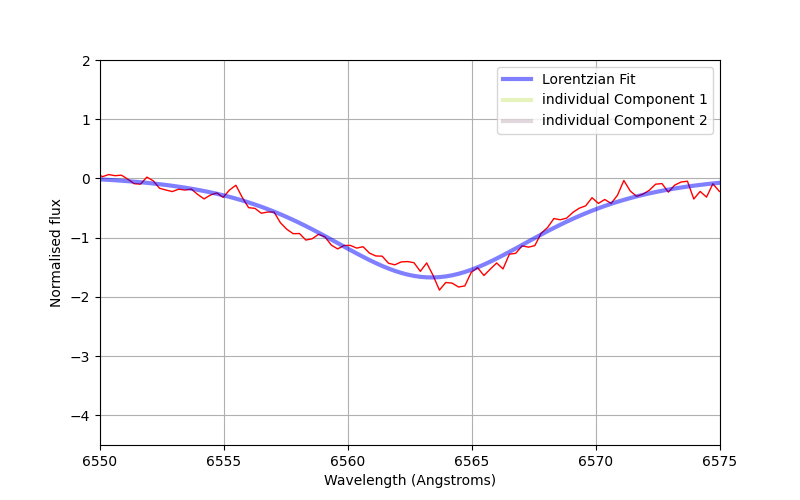 2
1
0
−1
−2
−3
−4
Normalised flux
6550 6555 6560 6565 6570 6575
Wavelength (Angstroms)
Lorentzian Fit
individual Component 1
individual Component 2